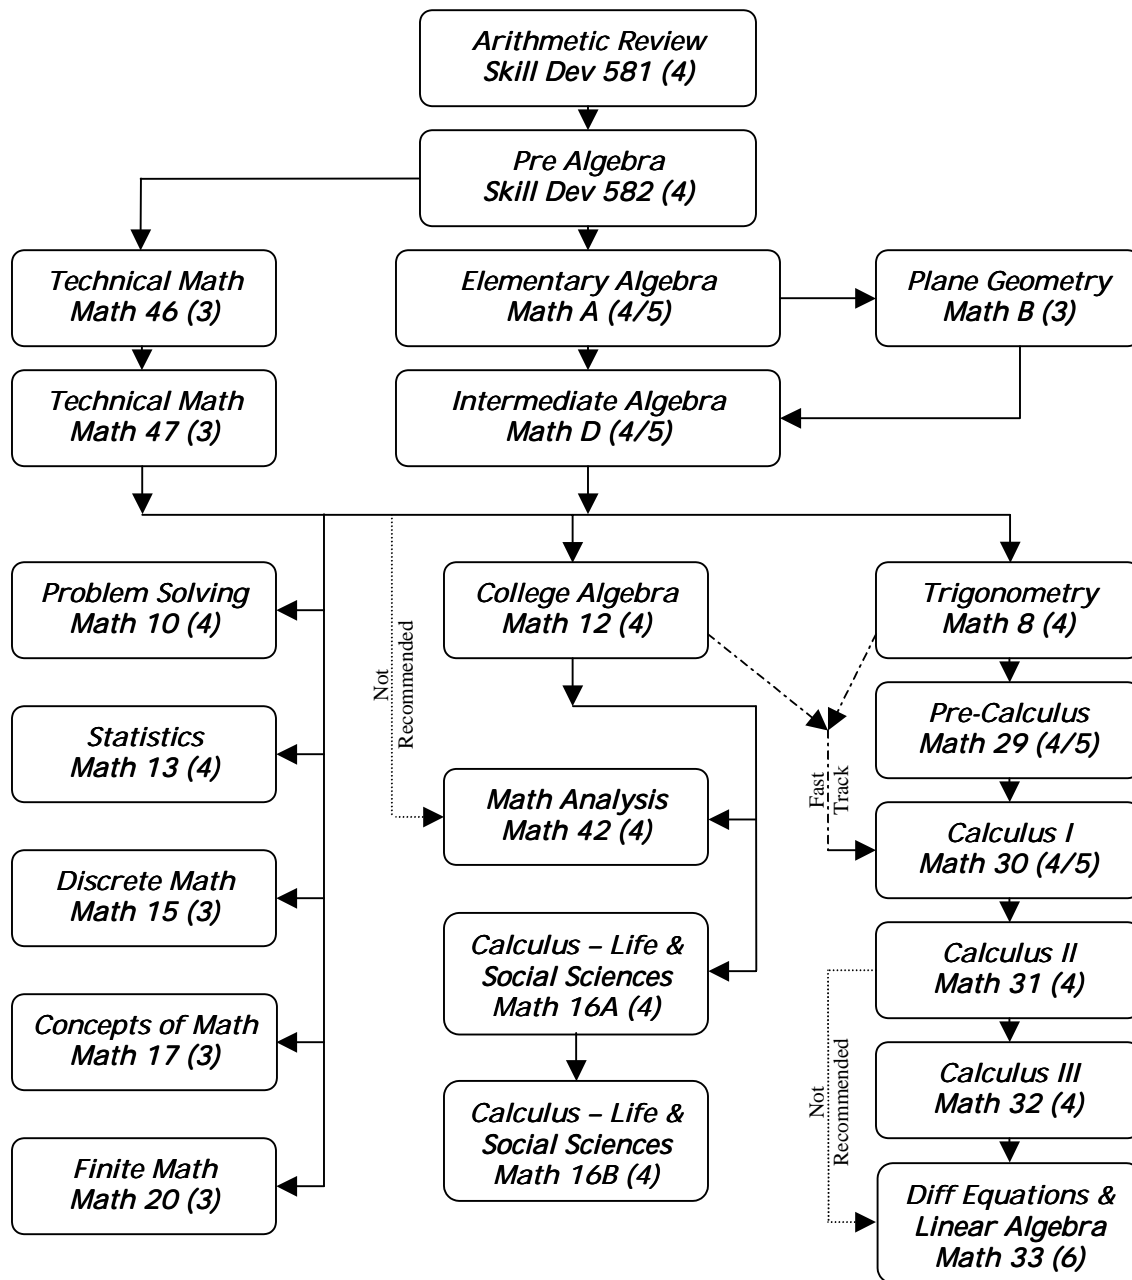 Arithmetic Review
Skill Dev 581 (4)
Pre Algebra
Skill Dev 582 (4)
Technical Math
Math 46 (3)
Elementary Algebra
Math A (4/5)
Plane Geometry
Math B (3)
Technical Math
Math 47 (3)
Intermediate Algebra
Math D (4/5)
Problem Solving
Math 10 (4)
Not
Recommended
College Algebra
Math 12 (4)
Trigonometry
Math 8 (4)
Statistics
Math 13 (4)
Pre-Calculus
Math 29 (4/5)
Math Analysis
Math 42 (4)
Fast
Track
Calculus I
Math 30 (4/5)
Discrete Math
Math 15 (3)
Calculus – Life &
Social Sciences
Math 16A (4)
Calculus II
Math 31 (4)
Concepts of Math
Math 17 (3)
Not
Recommended
Calculus III
Math 32 (4)
Calculus – Life &
Social Sciences
Math 16B (4)
Finite Math
Math 20 (3)
Diff Equations &
Linear Algebra
Math 33 (6)